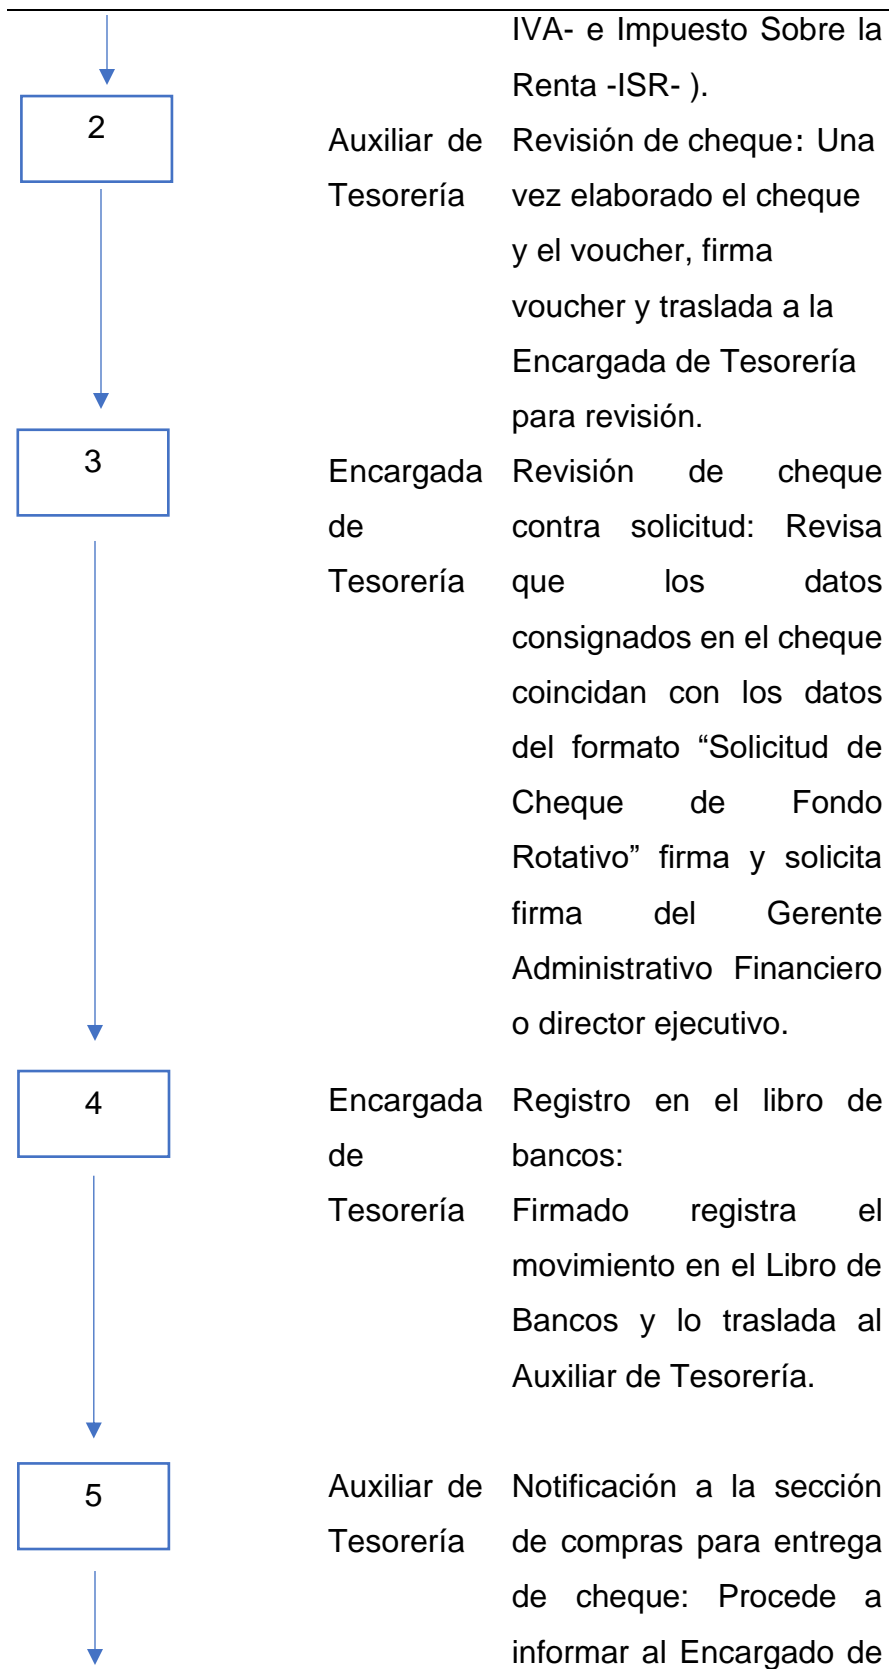 IVA- e Impuesto Sobre la
Renta -ISR- ).
2
Auxiliar de Revisión de cheque: Una
Tesorería vez elaborado el cheque
y el voucher, firma
voucher y traslada a la
Encargada de Tesorería
para revisión.
3
Encargada Revisión de cheque
de contra solicitud: Revisa
Tesorería que los datos
consignados en el cheque
coincidan con los datos
del formato “Solicitud de
Cheque de Fondo
Rotativo” firma y solicita
firma del Gerente
Administrativo Financiero
o director ejecutivo.
4
Encargada Registro en el libro de
de bancos:
Tesorería Firmado registra el
movimiento en el Libro de
Bancos y lo traslada al
Auxiliar de Tesorería.
5
Auxiliar de Notificación a la sección
Tesorería de compras para entrega
de cheque: Procede a
informar al Encargado de